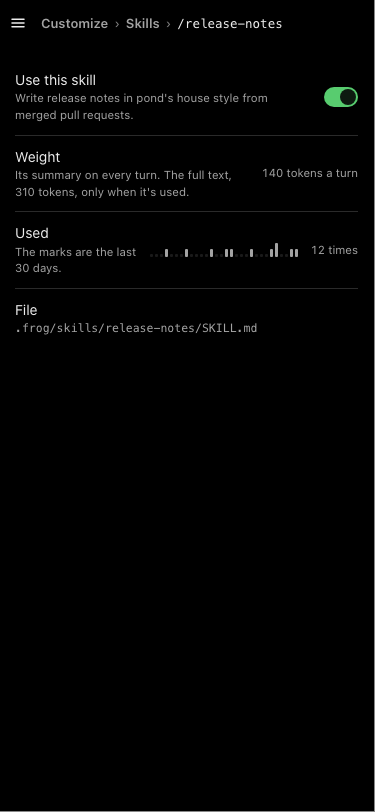 Customize › Skills › /release-notes
Use this skill
Write release notes in pond's house style from
merged pull requests.
Weight
Its summary on every turn. The full text,
310 tokens, only when it's used.
140 tokens a turn
Used
The marks are the last
30 days.
12 times
File
.frog/skills/release-notes/SKILL.md